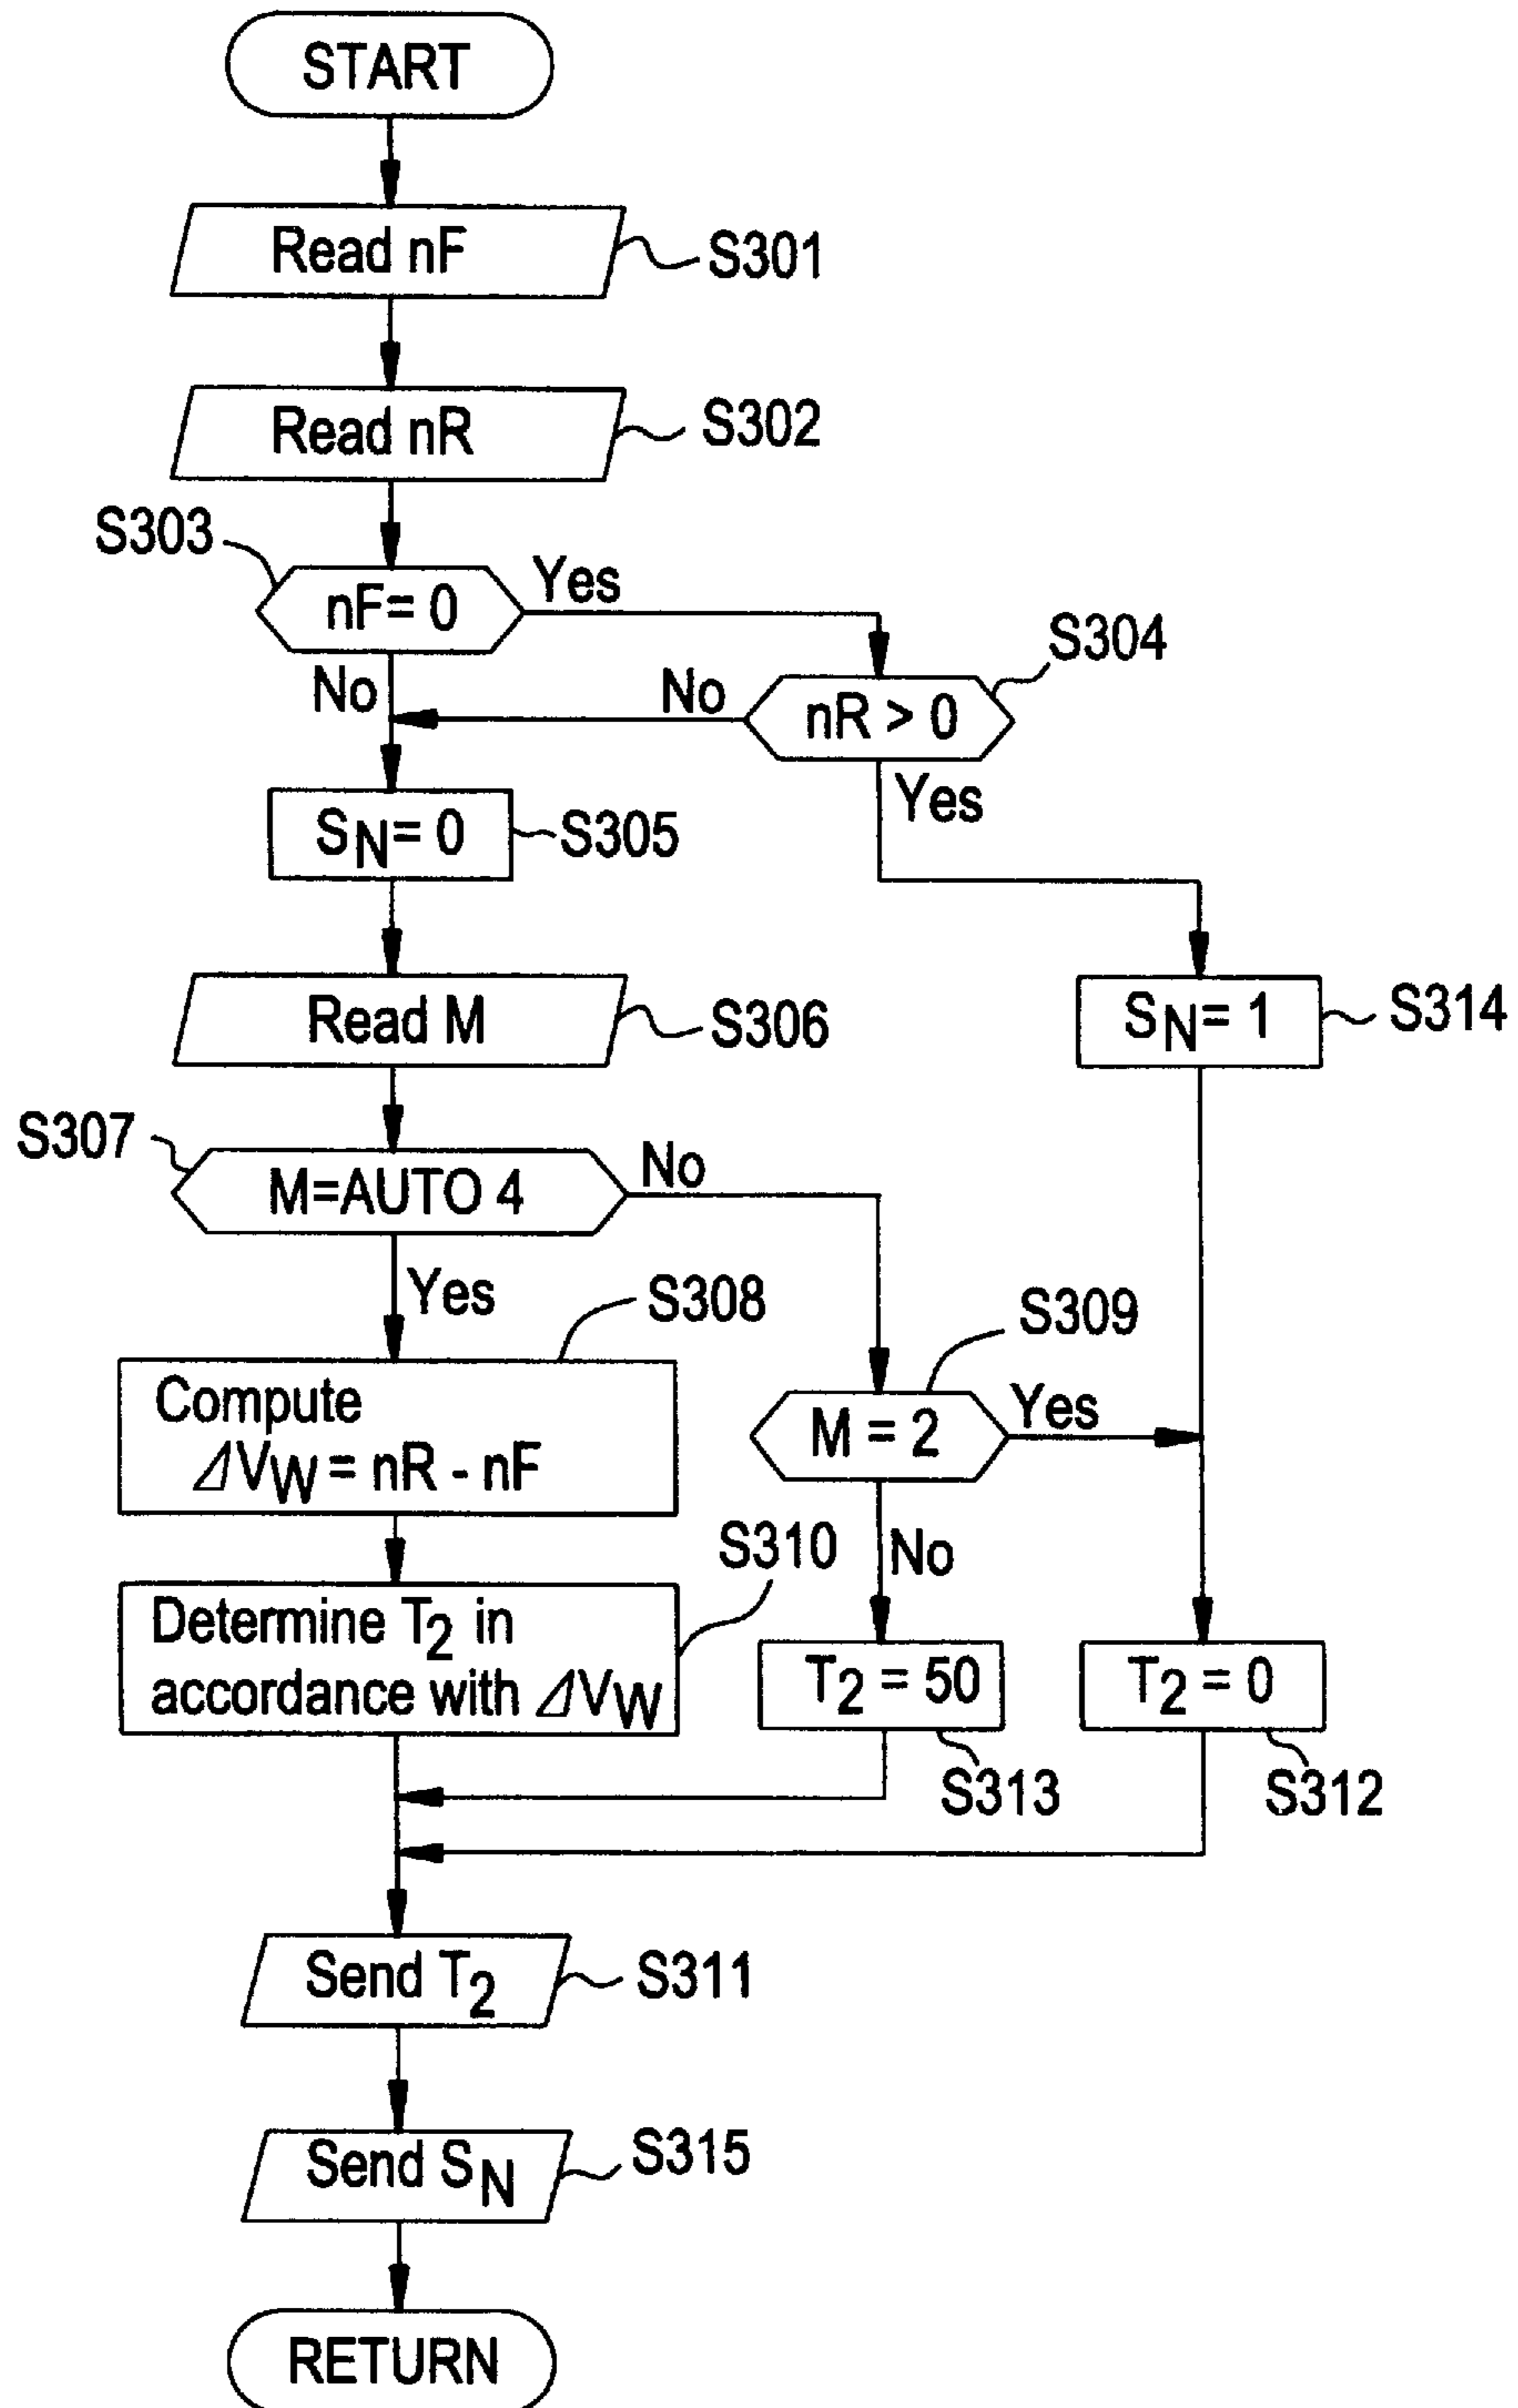 START
Read nF
S301
Read nR
S302
S303
nF= 0
Yes
No
S304
nR > 0
No
Yes
SN= 0
S305
Read M
S306
SN= 1
S314
S307
M=AUTO 4
No
Yes
S308
Compute
⊿VW = nR - nF
S309
M = 2
Yes
No
S310
Determine T2 in
accordance with ⊿VW
T2 = 50
S313
T2 = 0
S312
Send T2
S311
Send SN
S315
RETURN